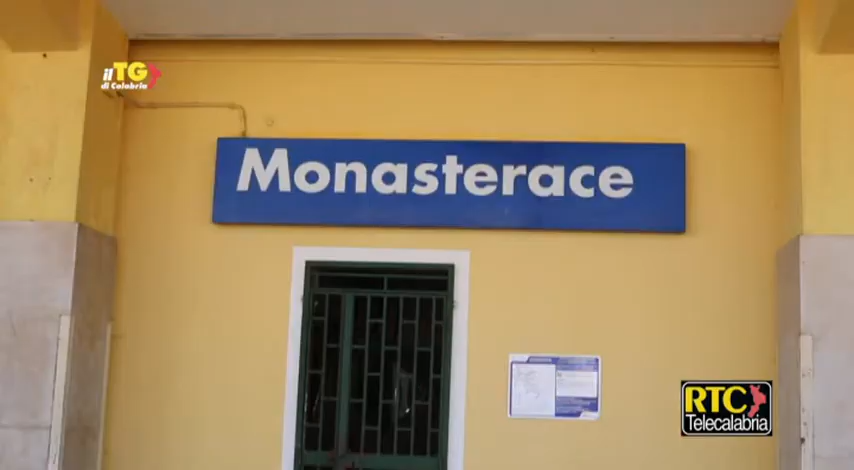 ilTG
di Calabria
Monasterace
RTC
Telecalabria